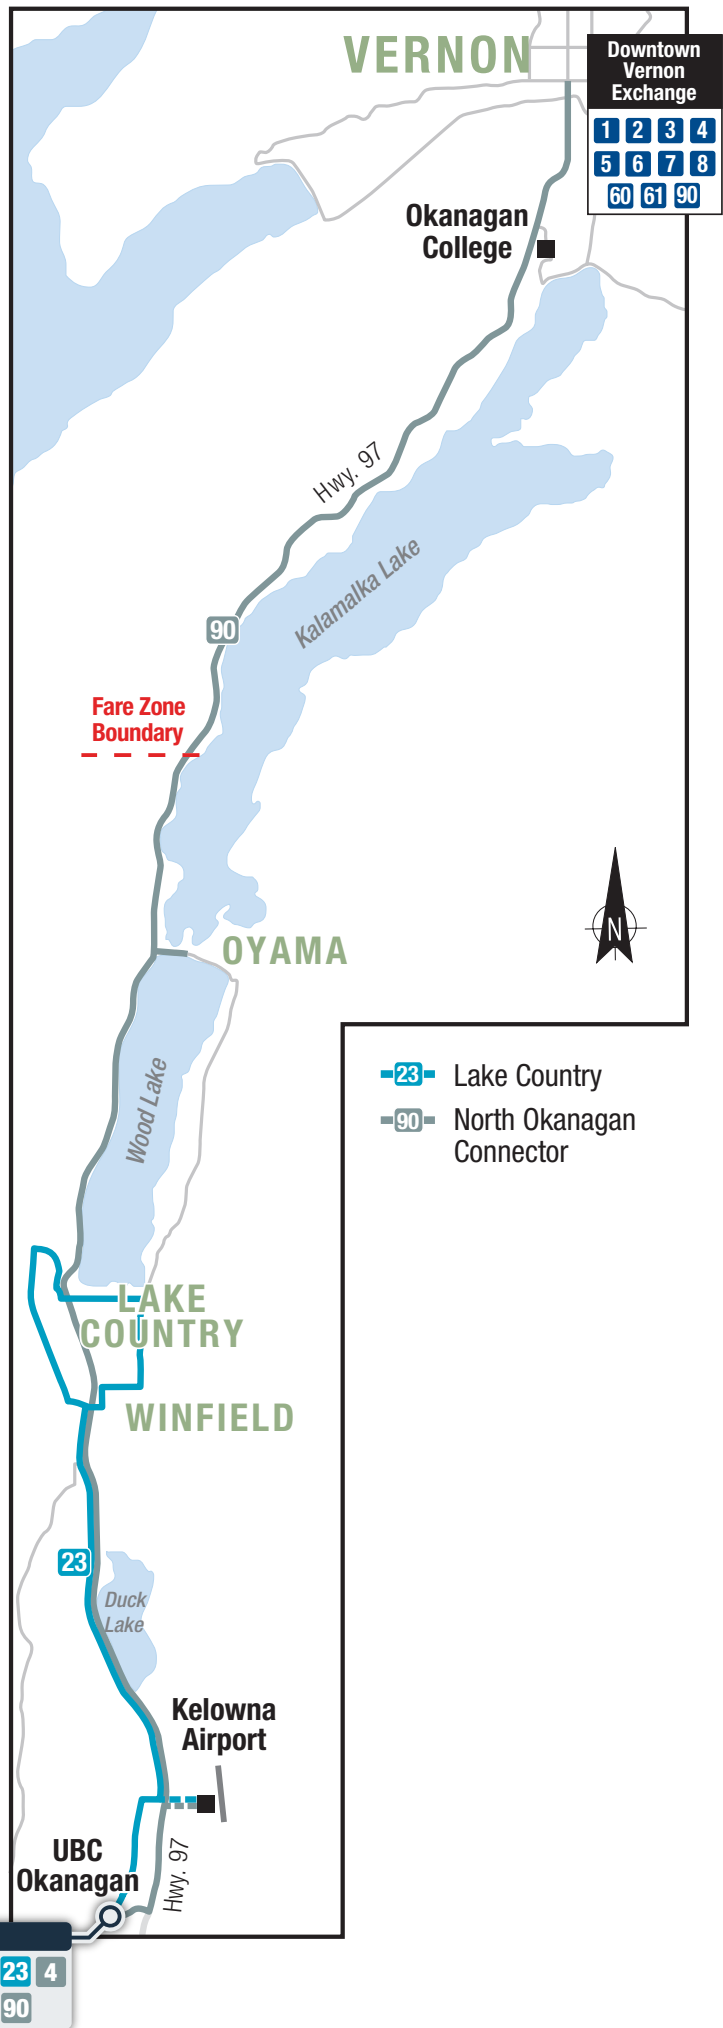 VERNON
Downtown
Vernon
Exchange
1 2 3 4
5 6 7 8
60 61 90
Okanagan
College
Hwy. 97
Kalamalka Lake
90
Fare Zone
Boundary
OYAMA
N
Wood Lake
23 Lake Country
90 North Okanagan
Connector
LAKE
COUNTRY
WINFIELD
23
Duck
Lake
Kelowna
Airport
UBC
Okanagan
Hwy. 97
23 4
90